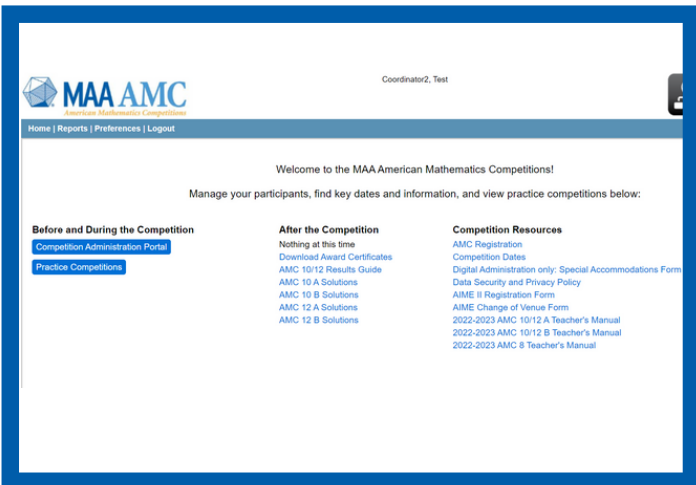 Coordinator2, Test
MAA AMC
American Mathematics Competitions
Home | Reports | Preferences | Logout
Welcome to the MAA American Mathematics Competitions!
Manage your participants, find key dates and information, and view practice competitions below:
Before and During the Competition
Competition Administration Portal
Practice Competitions
After the Competition
Nothing at this time
Download Award Certificates
AMC 10/12 Results Guide
AMC 10 A Solutions
AMC 10 B Solutions
AMC 12 A Solutions
AMC 12 B Solutions
Competition Resources
AMC Registration
Competition Dates
Digital Administration only: Special Accommodations Form
Data Security and Privacy Policy
AIME II Registration Form
AIME Change of Venue Form
2022-2023 AMC 10/12 A Teacher's Manual
2022-2023 AMC 10/12 B Teacher's Manual
2022-2023 AMC 8 Teacher's Manual